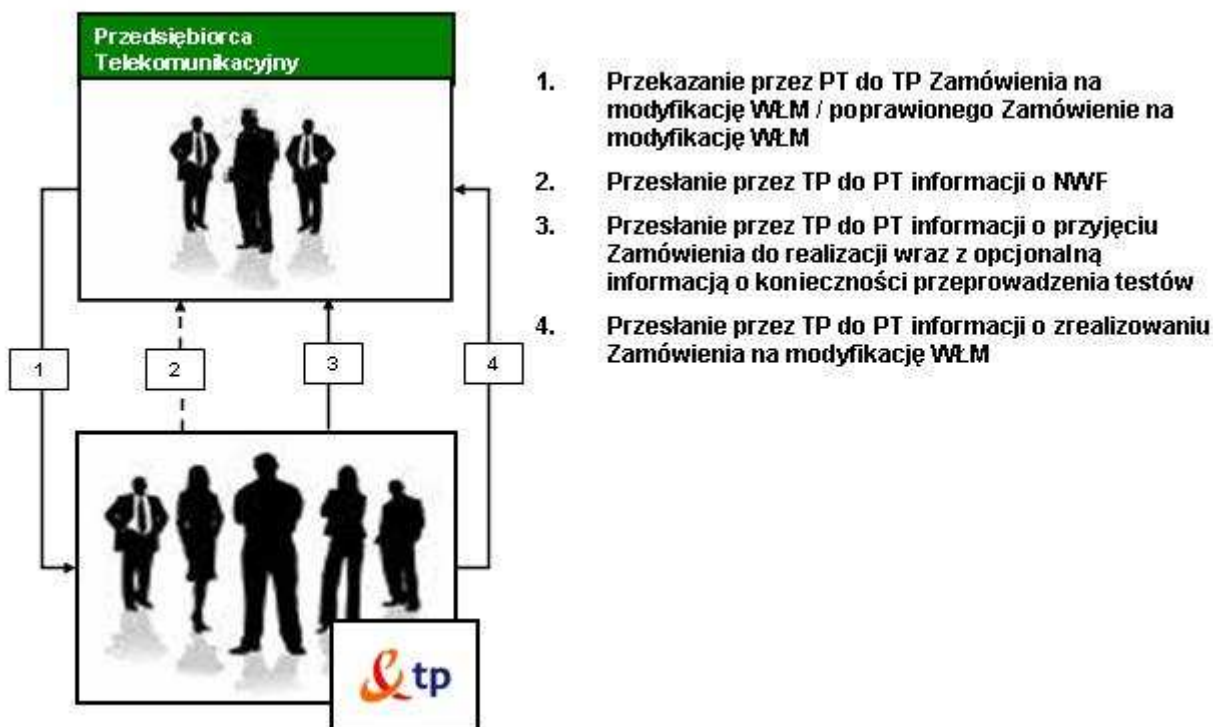 Przedsiębiorca
Telekomunikacyjny
1. Przekazanie przez PT do TP Zamówienia na
modyfikację WŁM / poprawionego Zamówienie na
modyfikację WŁM
2. Przesłanie przez TP do PT informacji o NWF
3. Przesłanie przez TP do PT informacji o przyjęciu
Zamówienia do realizacji wraz z opcjonalną
informacją o konieczności przeprowadzenia testów
4. Przesłanie przez TP do PT informacji o zrealizowaniu
Zamówienia na modyfikację WŁM
1
2
3
4
tp